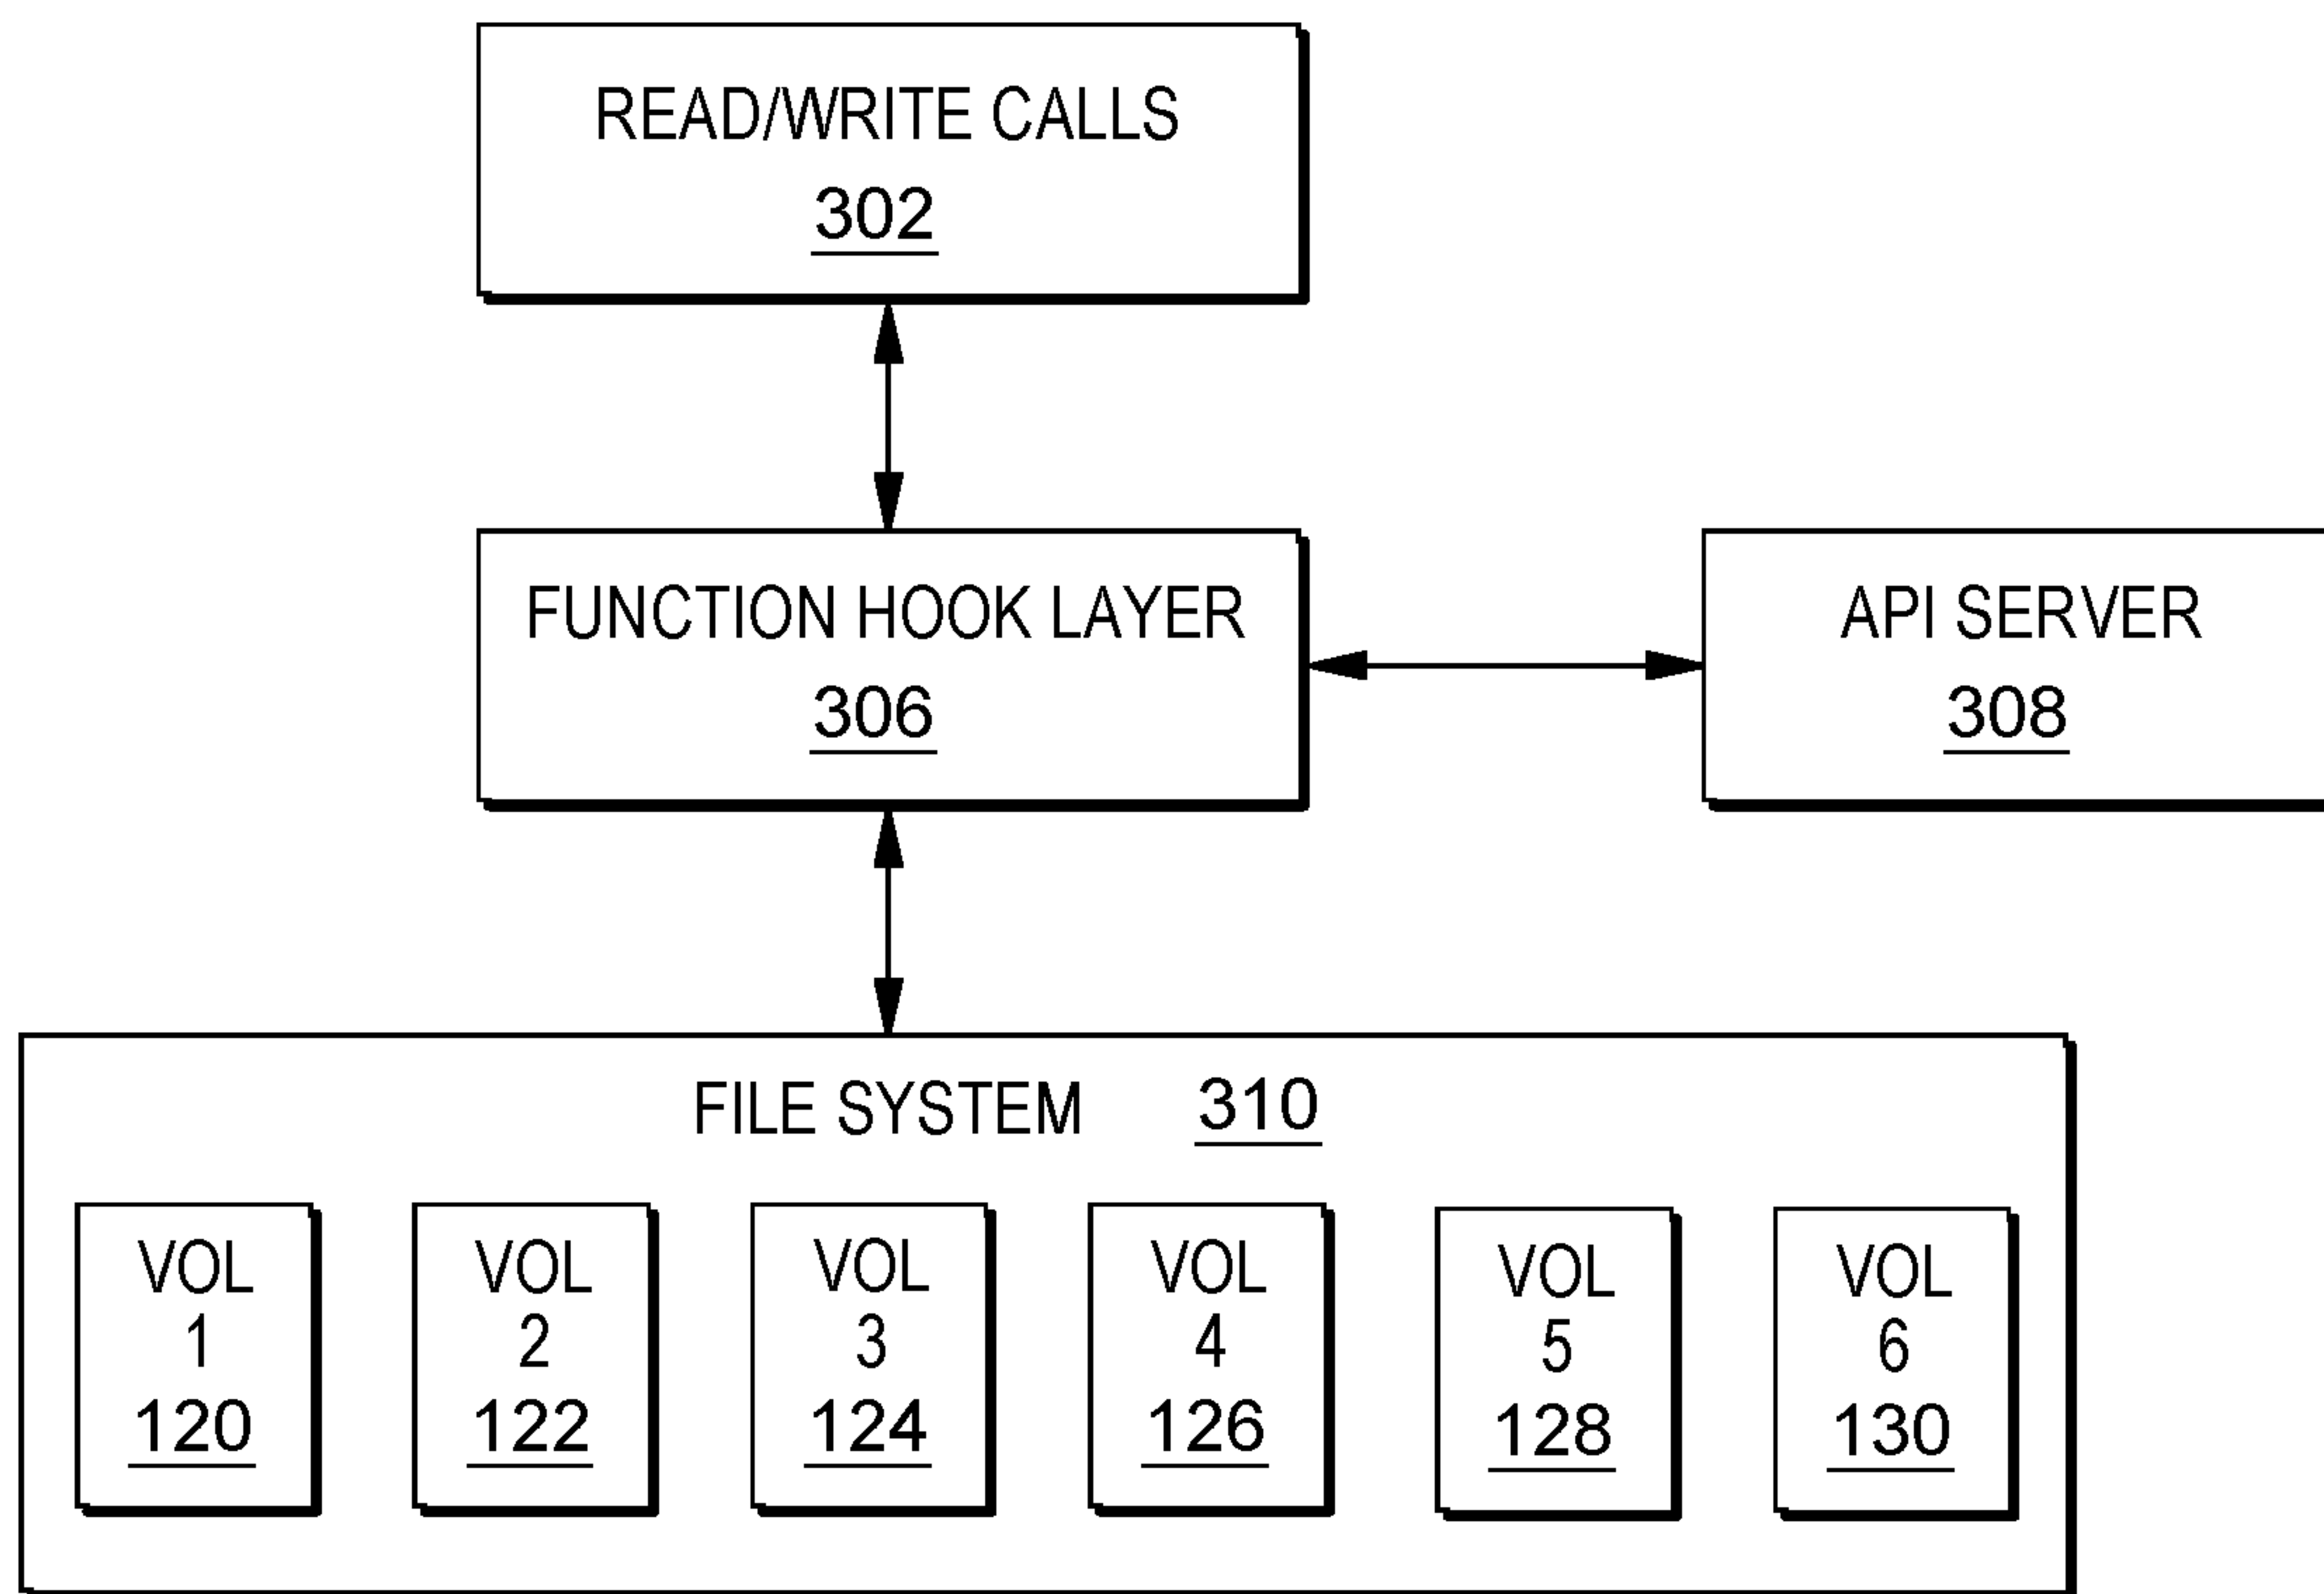 READ/WRITE CALLS
302
FUNCTION HOOK LAYER
306
API SERVER
308
FILE SYSTEM 310
VOL
1
120
VOL
2
122
VOL
3
124
VOL
4
126
VOL
5
128
VOL
6
130